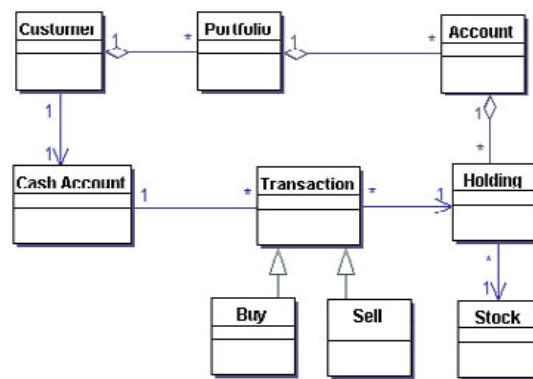 Customer
Portfolio
Account
1
*
1
*
1
1
1
*
Cash Account
Transaction
Holding
1
*
*
1
*
1
Buy
Sell
Stock